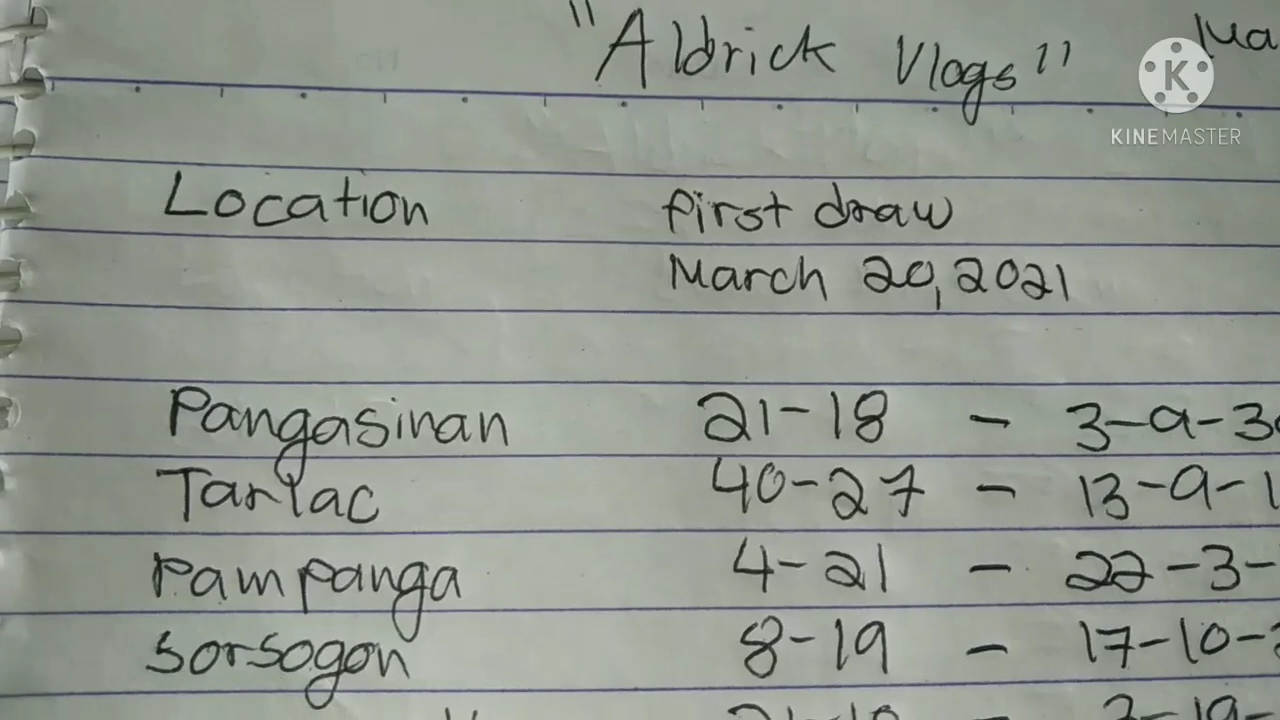 "Aldrick Vlogs" Ma
KINEMASTER
Location first draw
March 20, 2021
Pangasinan 21-18 - 3-9-3
Tarlac 40-27 - 13-9-1
Pampanga 4-21 - 22-3-
Sorsogon 8-19 - 17-10-